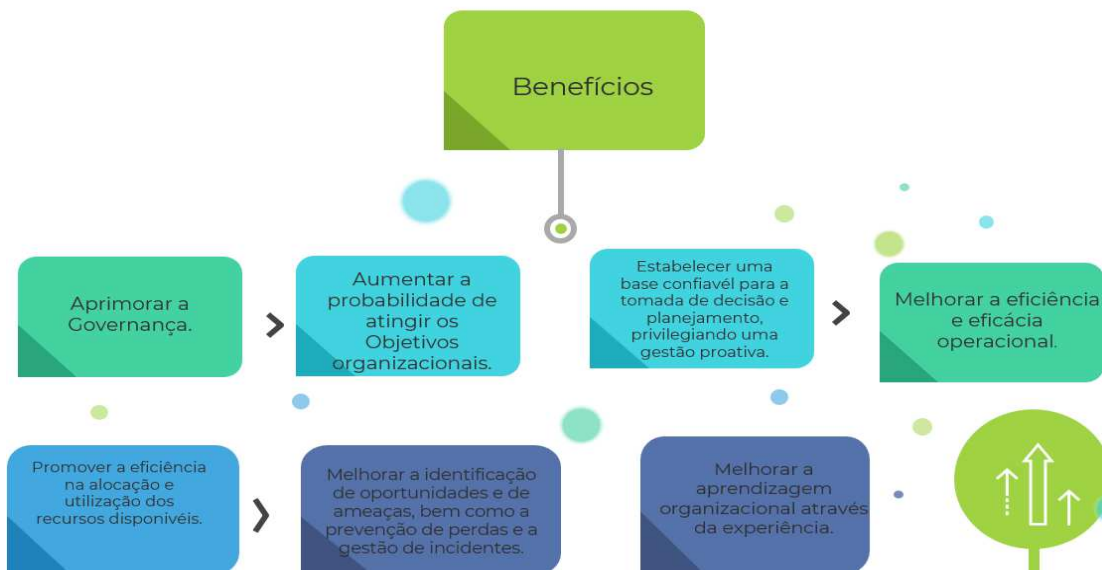 Benefícios
Aprimorar a
Governança.
Aumentar a
probabilidade de
atingir os
Objetivos
organizacionais.
Estabelecer uma
base confiavél para a
tomada de decisão e
planejamento,
privilegiando uma
gestão proativa.
Melhorar a eficiência
e eficácia
operacional.
Promover a eficiência
na alocação e
utilização dos
recursos disponivéis.
Melhorar a identificação
de oportunidades e de
ameaças, bem como a
prevenção de perdas e a
gestão de incidentes.
Melhorar a
aprendizagem
organizacional através
da experiência.